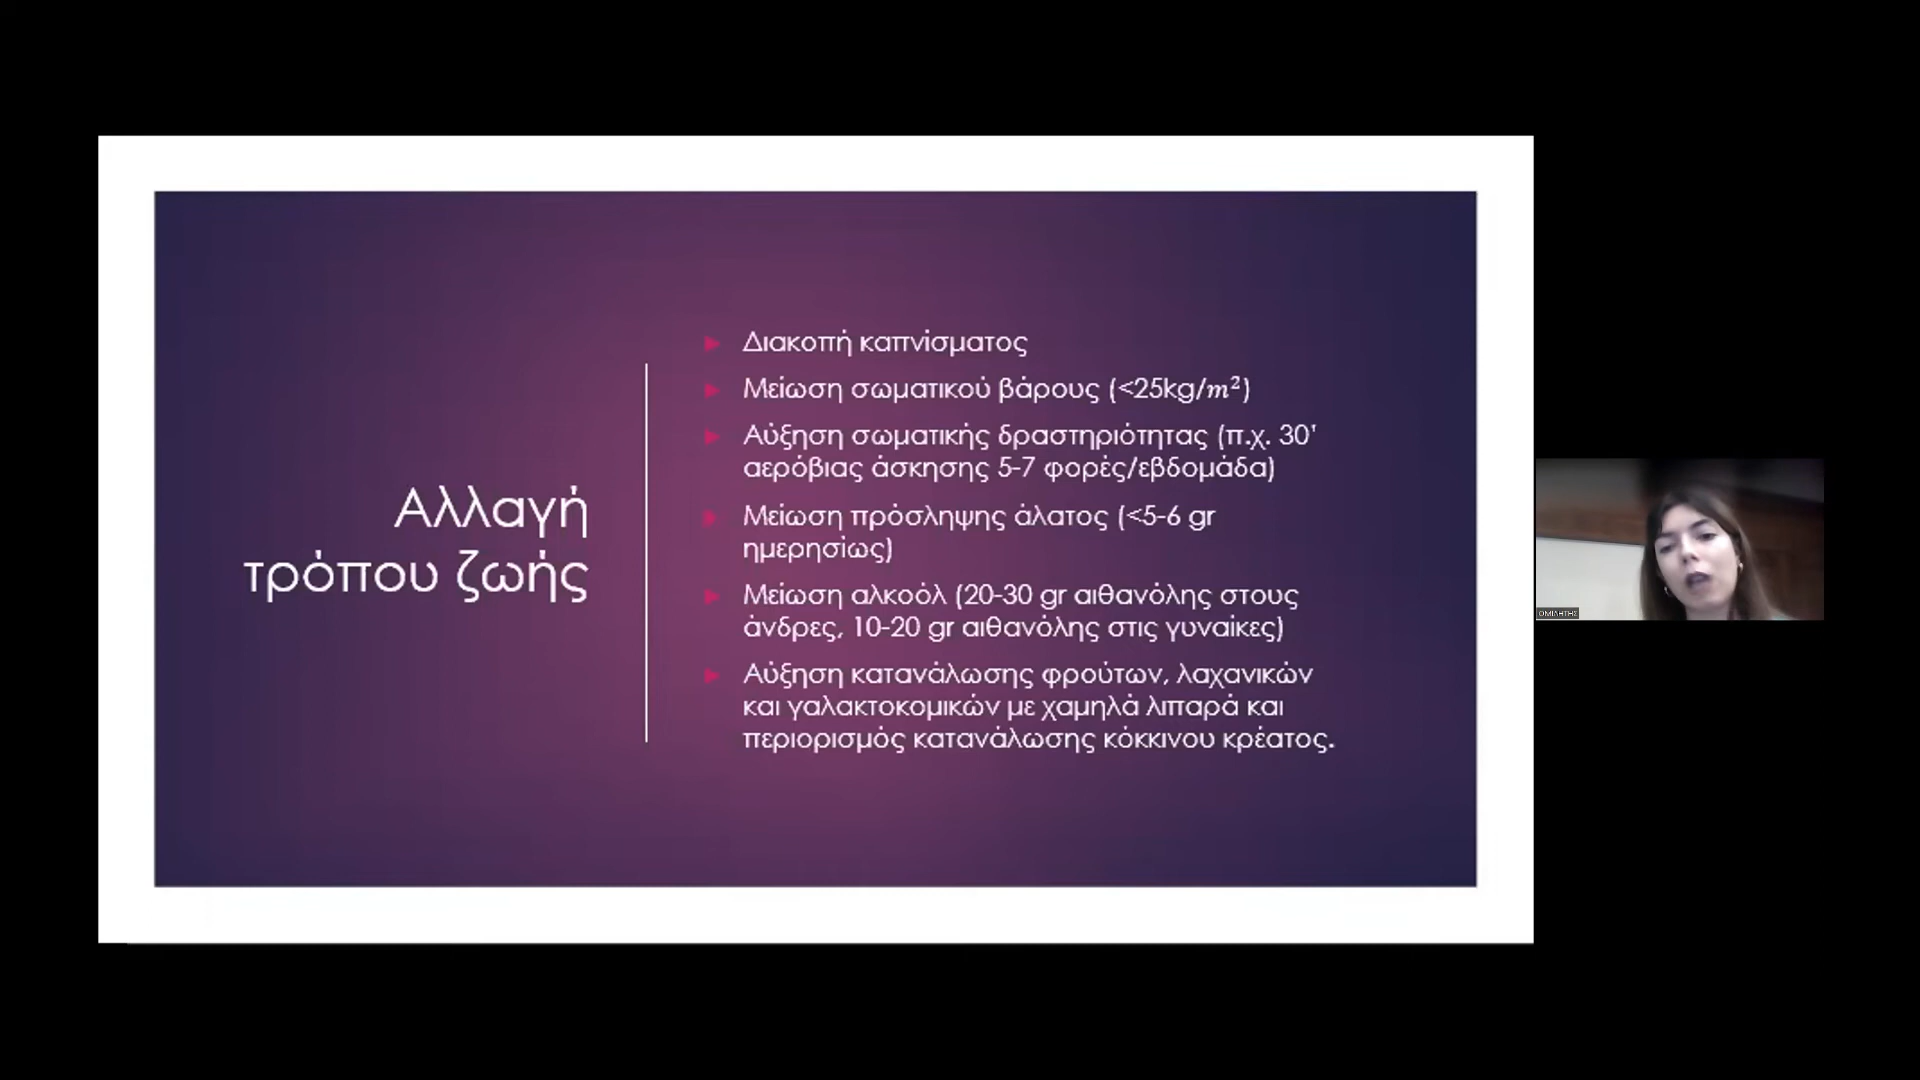 Αλλαγή
τρόπου ζωής
Διακοπή καπνίσματος
Μείωση σωματικού βάρους (<25kg/m²)
Αύξηση σωματικής δραστηριότητας (π.χ. 30'
αερόβιας άσκησης 5-7 φορές/εβδομάδα)
Μείωση πρόσληψης άλατος (<5-6 gr
ημερησίως)
Μείωση αλκοόλ (20-30 gr αιθανόλης στους
άνδρες, 10-20 gr αιθανόλης στις γυναίκες)
Αύξηση κατανάλωσης φρούτων, λαχανικών
και γαλακτοκομικών με χαμηλά λιπαρά και
περιορισμός κατανάλωσης κόκκινου κρέατος.
ΟΜΙΛΗΤΗΣ